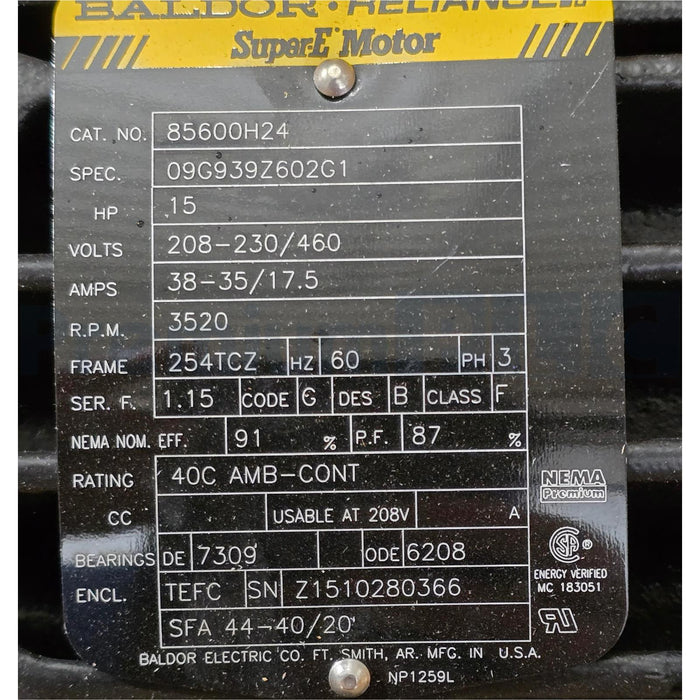 BALDOR · RELIANCE
Super-E Motor
CAT. NO. 85600H24
SPEC. 09G939Z602G1
HP 15
VOLTS 208-230/460
AMPS 38-35/17.5
R.P.M. 3520
FRAME 254TCZ HZ 60 PH 3
SER. F. 1.15 CODE G DES B CLASS F
NEMA NOM. EFF. 91 % P.F. 87 %
RATING 40C AMB-CONT
NEMA
Premium
CC USABLE AT 208V A
BEARINGS DE 7309 ODE 6208
SA ®
ENERGY VERIFIED
MC 183051
ENCL. TEFC SN Z1510280366
SFA 44-40/20
RU
BALDOR ELECTRIC CO. FT. SMITH, AR. MFG. IN U.S.A.
NP1259L